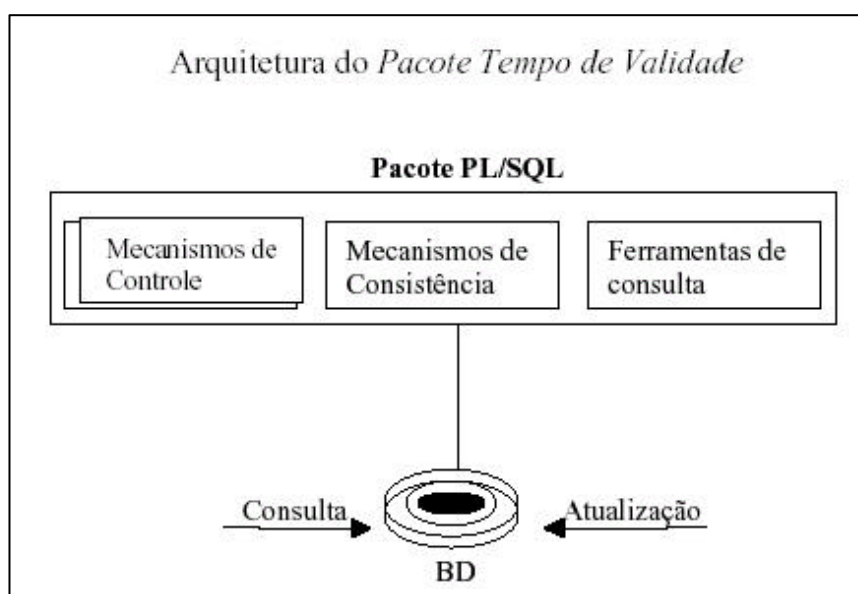 Arquitetura do Pacote Tempo de Validade
Pacote PL/SQL
Mecanismos de
Controle
Mecanismos de
Consistência
Ferramentas de
consulta
Consulta
Atualização
BD